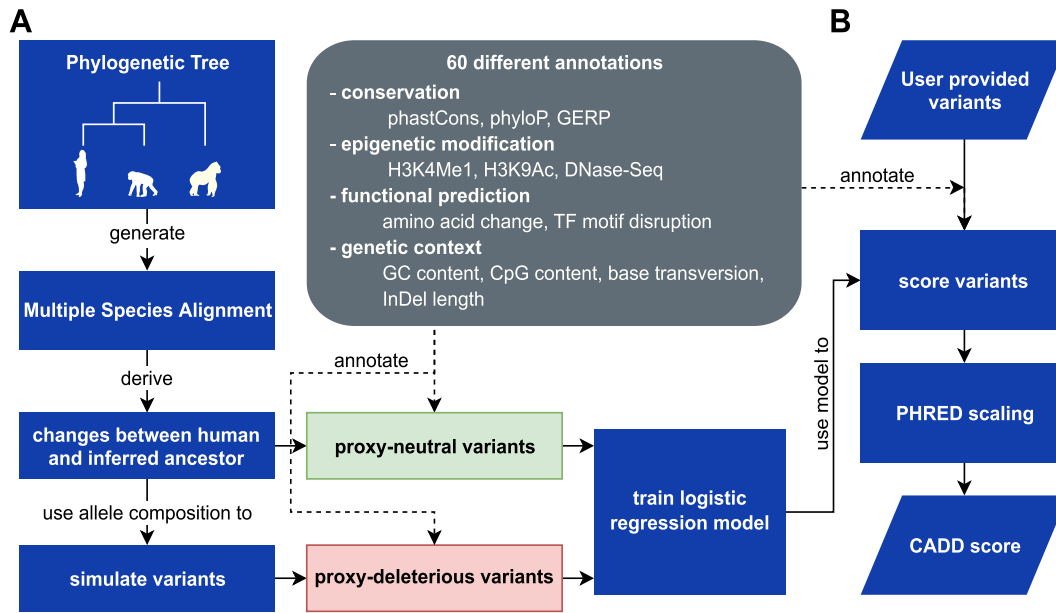 A
Phylogenetic Tree
generate
Multiple Species Alignment
derive
changes between human
and inferred ancestor
use allele composition to
simulate variants
60 different annotations
- conservation
phastCons, phyloP, GERP
- epigenetic modification
H3K4Me1, H3K9Ac, DNase-Seq
- functional prediction
amino acid change, TF motif disruption
- genetic context
GC content, CpG content, base transversion,
InDel length
annotate
proxy-neutral variants
proxy-deleterious variants
train logistic
regression model
use model to
B
User provided
variants
annotate
score variants
PHRED scaling
CADD score